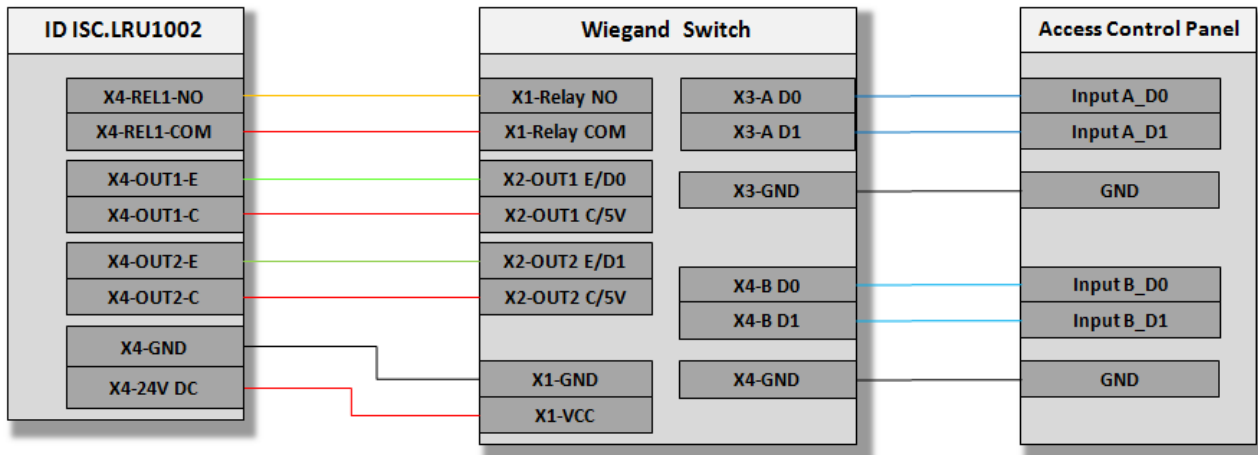 ID ISC.LRU1002
X4-REL1-NO
X4-REL1-COM
X4-OUT1-E
X4-OUT1-C
X4-OUT2-E
X4-OUT2-C
X4-GND
X4-24V DC
Wiegand Switch
X1-Relay NO
X1-Relay COM
X2-OUT1 E/D0
X2-OUT1 C/5V
X2-OUT2 E/D1
X2-OUT2 C/5V
X1-GND
X1-VCC
X3-A D0
X3-A D1
X3-GND
X4-B D0
X4-B D1
X4-GND
Access Control Panel
Input A_D0
Input A_D1
GND
Input B_D0
Input B_D1
GND